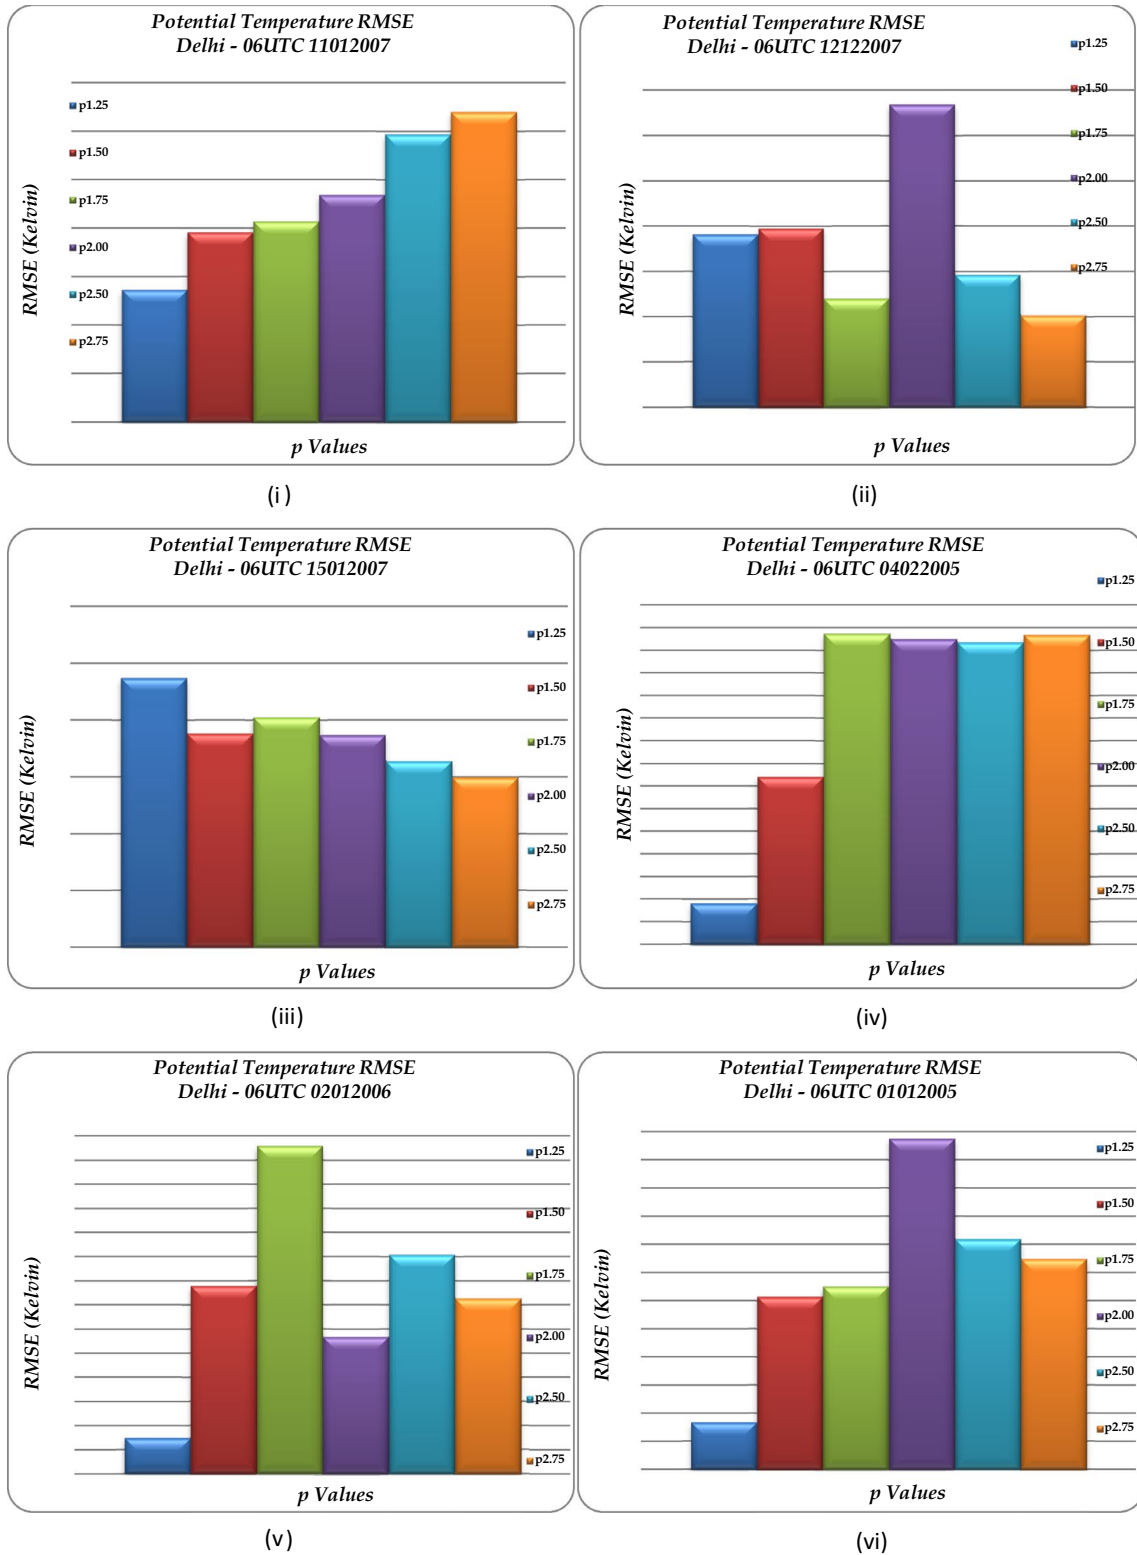 Potential Temperature RMSE
Delhi - 06UTC 11012007
p1.25
p1.50
p1.75
p2.00
p2.50
p2.75
RMSE (Kelvin)
p Values
(i )
Potential Temperature RMSE
Delhi - 06UTC 12122007
p1.25
p1.50
p1.75
p2.00
p2.50
p2.75
RMSE (Kelvin)
p Values
(ii)
Potential Temperature RMSE
Delhi - 06UTC 15012007
p1.25
p1.50
p1.75
p2.00
p2.50
p2.75
RMSE (Kelvin)
p Values
(iii)
Potential Temperature RMSE
Delhi - 06UTC 04022005
p1.25
p1.50
p1.75
p2.00
p2.50
p2.75
RMSE (Kelvin)
p Values
(iv)
Potential Temperature RMSE
Delhi - 06UTC 02012006
p1.25
p1.50
p1.75
p2.00
p2.50
p2.75
RMSE (Kelvin)
p Values
(v)
Potential Temperature RMSE
Delhi - 06UTC 01012005
p1.25
p1.50
p1.75
p2.00
p2.50
p2.75
RMSE (Kelvin)
p Values
(vi)